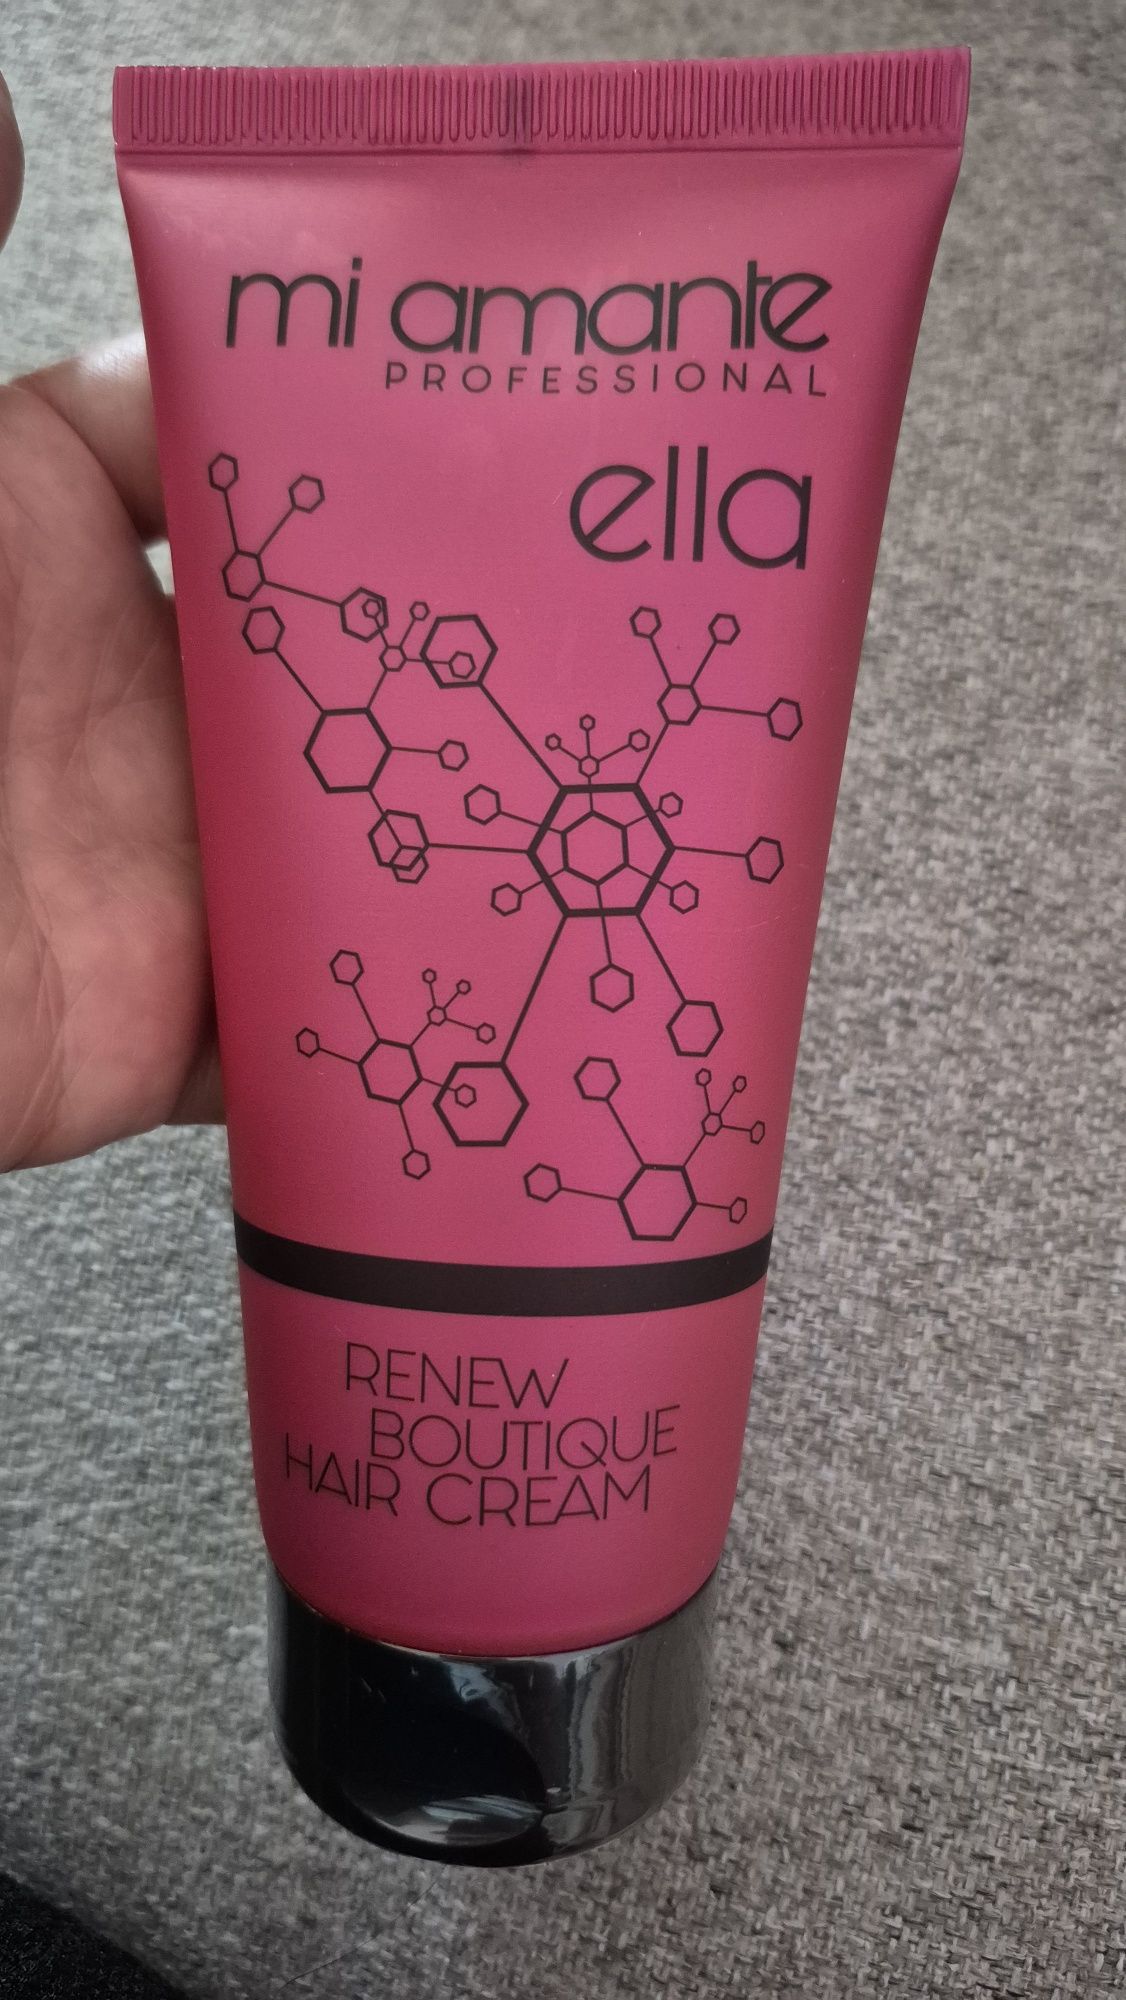 mi amante
PROFESSIONAL
ella
RENEW
BOUTIQUE
HAIR CREAM